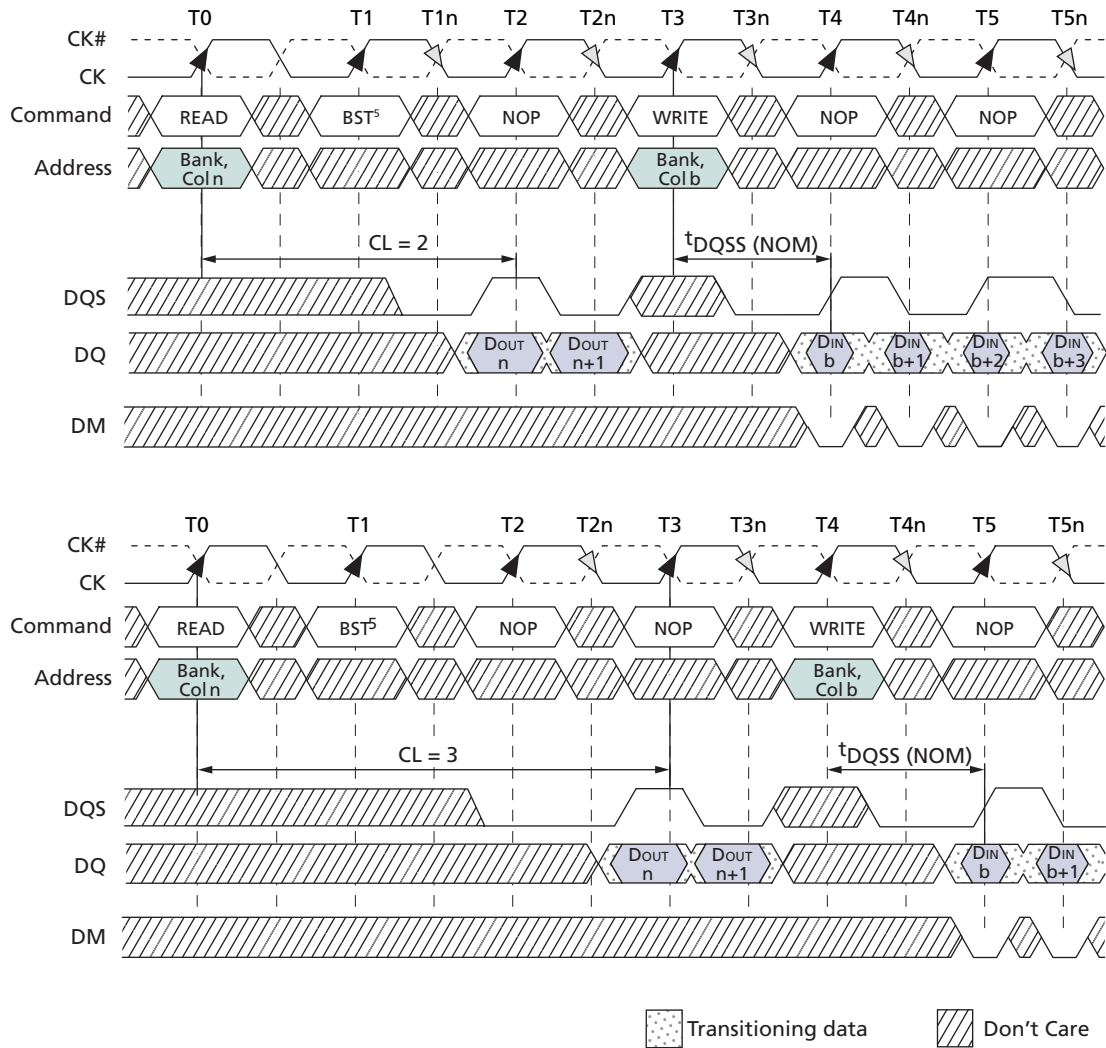 T0 T1 T1n T2 T2n T3 T3n T4 T4n T5 T5n
CK#
CK
Command READ BST⁵ NOP WRITE NOP NOP
Address Bank, Col n Bank, Col b
CL = 2 tDQSS (NOM)
DQS
DQ DOUT n DOUT n+1 DIN b DIN b+1 DIN b+2 DIN b+3
DM
T0 T1 T2 T2n T3 T3n T4 T4n T5 T5n
CK#
CK
Command READ BST⁵ NOP NOP WRITE NOP
Address Bank, Col n Bank, Col b
CL = 3 tDQSS (NOM)
DQS
DQ DOUT n DOUT n+1 DIN b DIN b+1
DM
Transitioning data Don't Care